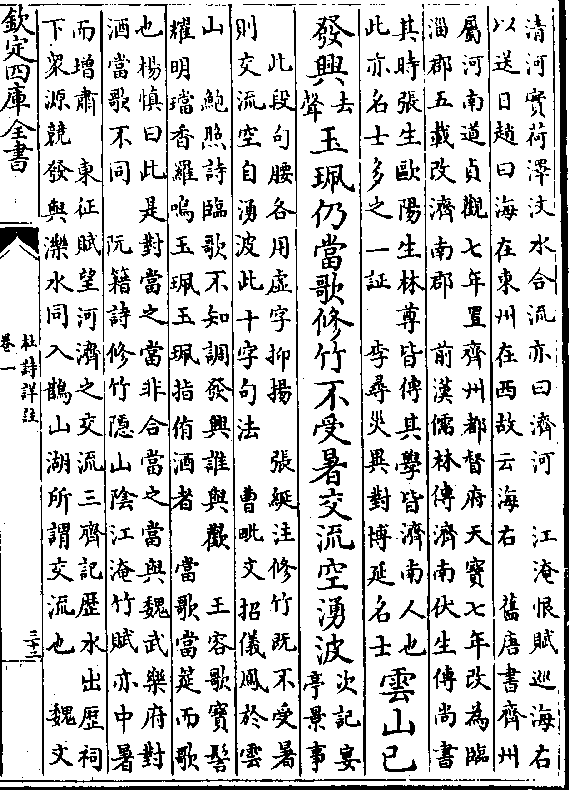 清河實荷澤汶水合流亦曰濟河　江淹恨賦巡海右
以送日趙曰海在東州在西故云海右　舊唐書齊州
屬河南道貞觀七年置齊州都督府天寶七年改為臨
淄郡五載改濟南郡　前漢儒林傳濟南伏生傳尚書
其時張生歐陽生林尊皆傳其學皆濟南人也
此亦名士多之一証　李尋災異對博延名士
雲山已
發興
去
聲
玉珮仍當歌修竹不受暑交流空湧波
次記宴
亭景事
此段句腰各用虛字抑揚　張綖注修竹既不受暑
則交流空自湧波此十字句法　曹毗文招儀鳳於雲
山　鮑照詩臨歌不知調發興誰與歡　王容歌寶髻
耀明璫香羅鳴玉珮玉珮指侑酒者　當歌當筵而歌
也楊慎曰此是對當之當非合當之當與魏武樂府對
酒當歌不同　阮籍詩修竹隱山陰江淹竹賦亦中暑
而增肅　東征賦望河濟之交流三齊記歷水出歷祠
下衆源競發與濼水同入鵲山湖所謂交流也　魏文
欽定四庫全書
杜詩詳註
卷一
三十二